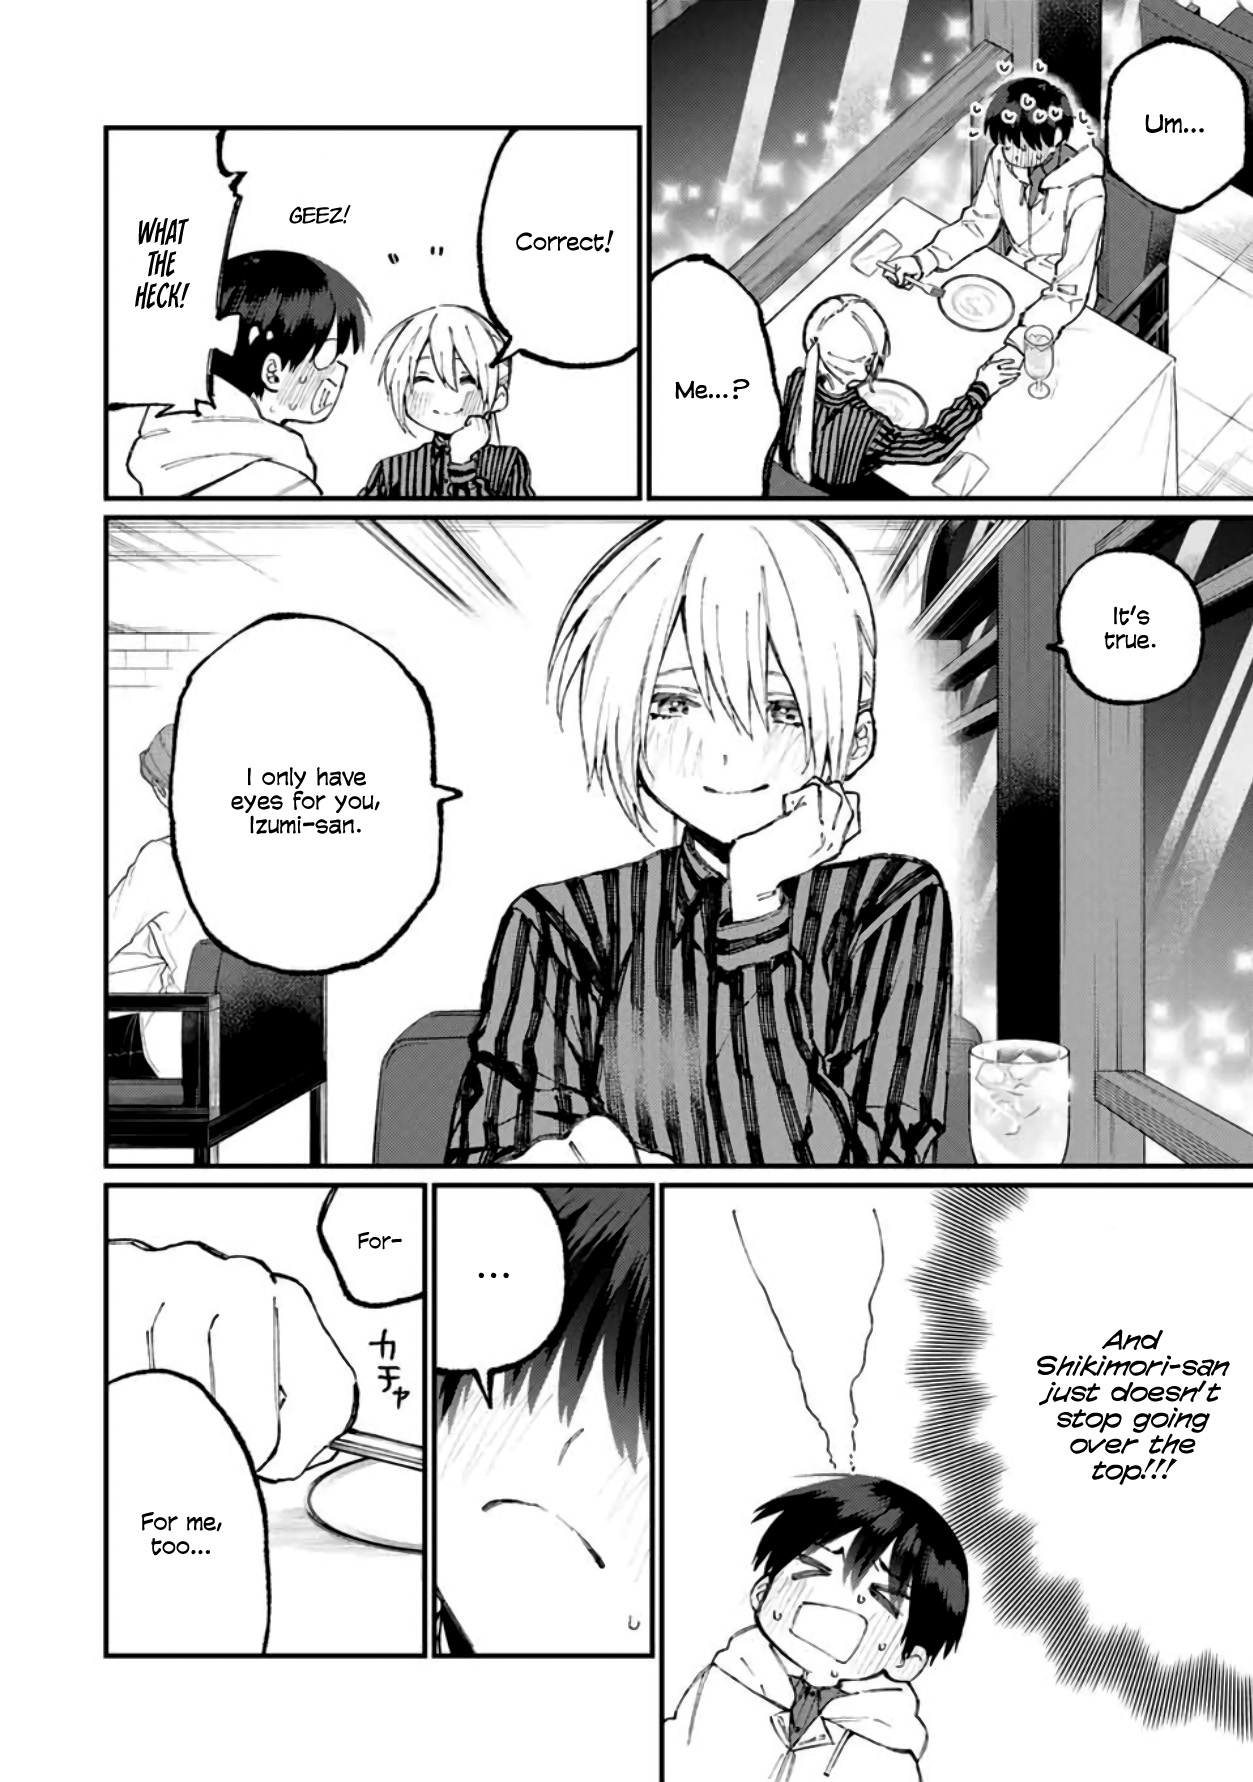 Um...
Me...?
Correct!
GEEZ!
WHAT
THE
HECK!
It's
true.
I only have
eyes for you,
Izumi-san.
And
Shikimori-san
just doesn't
stop going
over the
top!!!
...
For-
カチャ
For me,
too...